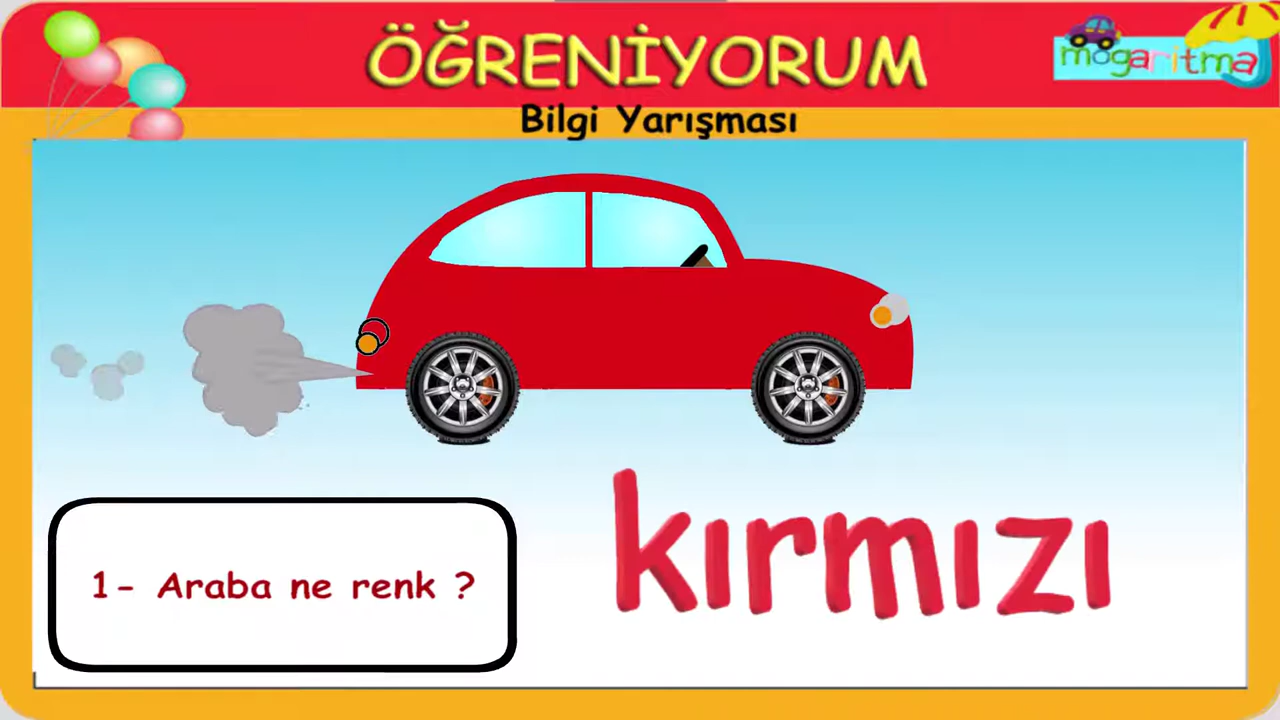 ÖĞRENİYORUM
mogaritma
Bilgi Yarışması
1- Araba ne renk ?
kırmızı